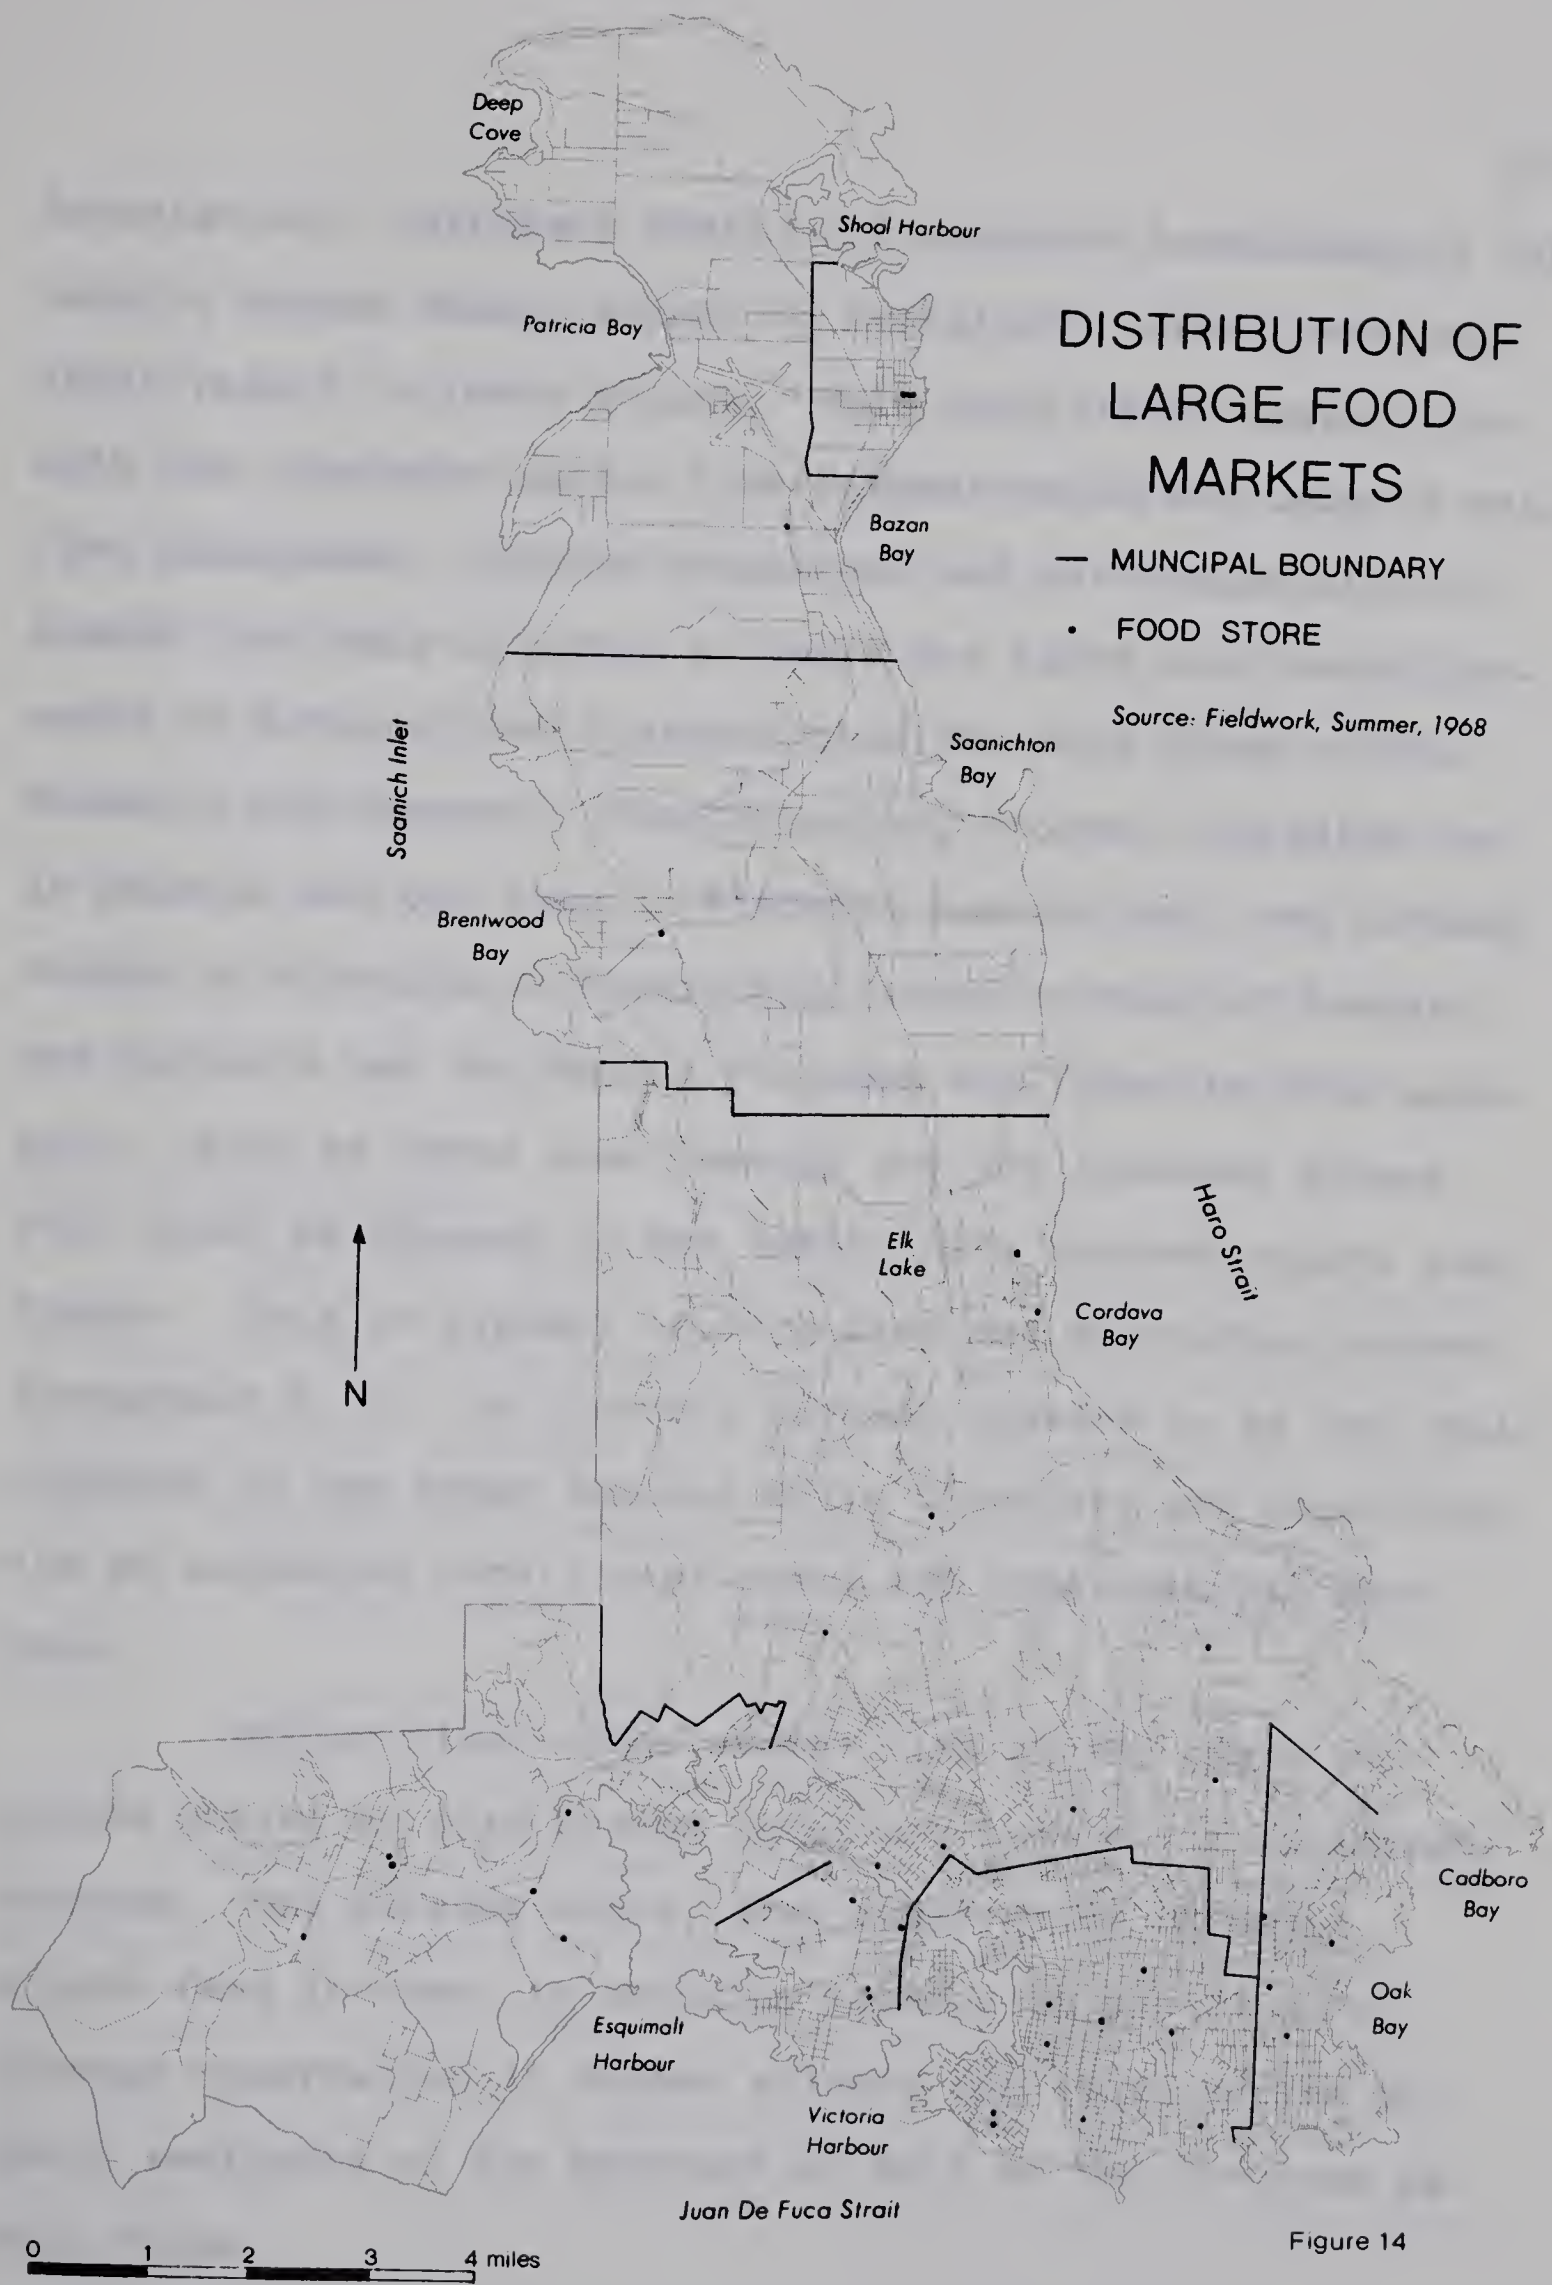 Deep
Cove
Shoal Harbour
Patricia Bay
DISTRIBUTION OF
LARGE FOOD
MARKETS
Bazan
Bay
MUNCIPAL BOUNDARY
FOOD STORE
Source: Fieldwork, Summer, 1968
Saanich Inlet
Saanichton
Bay
Brentwood
Bay
Haro Strait
Elk
Lake
Cordava
Bay
N
Cadboro
Bay
Oak
Bay
Esquimalt
Harbour
Victoria
Harbour
Juan De Fuca Strait
Figure 14
0 1 2 3 4 miles